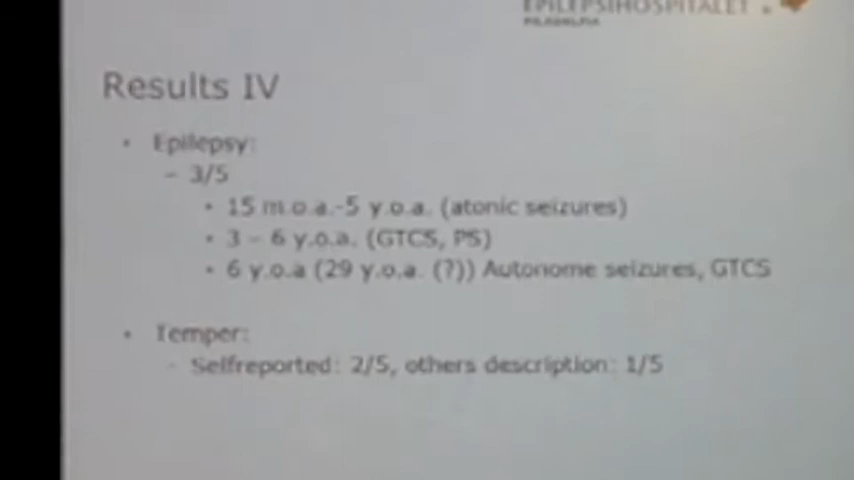 EPILEPSIHOSPITALET
FILADELFIA
Results IV
• Epilepsy:
– 3/5
• 15 m.o.a.-5 y.o.a. (atonic seizures)
• 3 – 6 y.o.a. (GTCS, PS)
• 6 y.o.a (29 y.o.a. (?)) Autonome seizures, GTCS
• Temper:
– Selfreported: 2/5, others description: 1/5